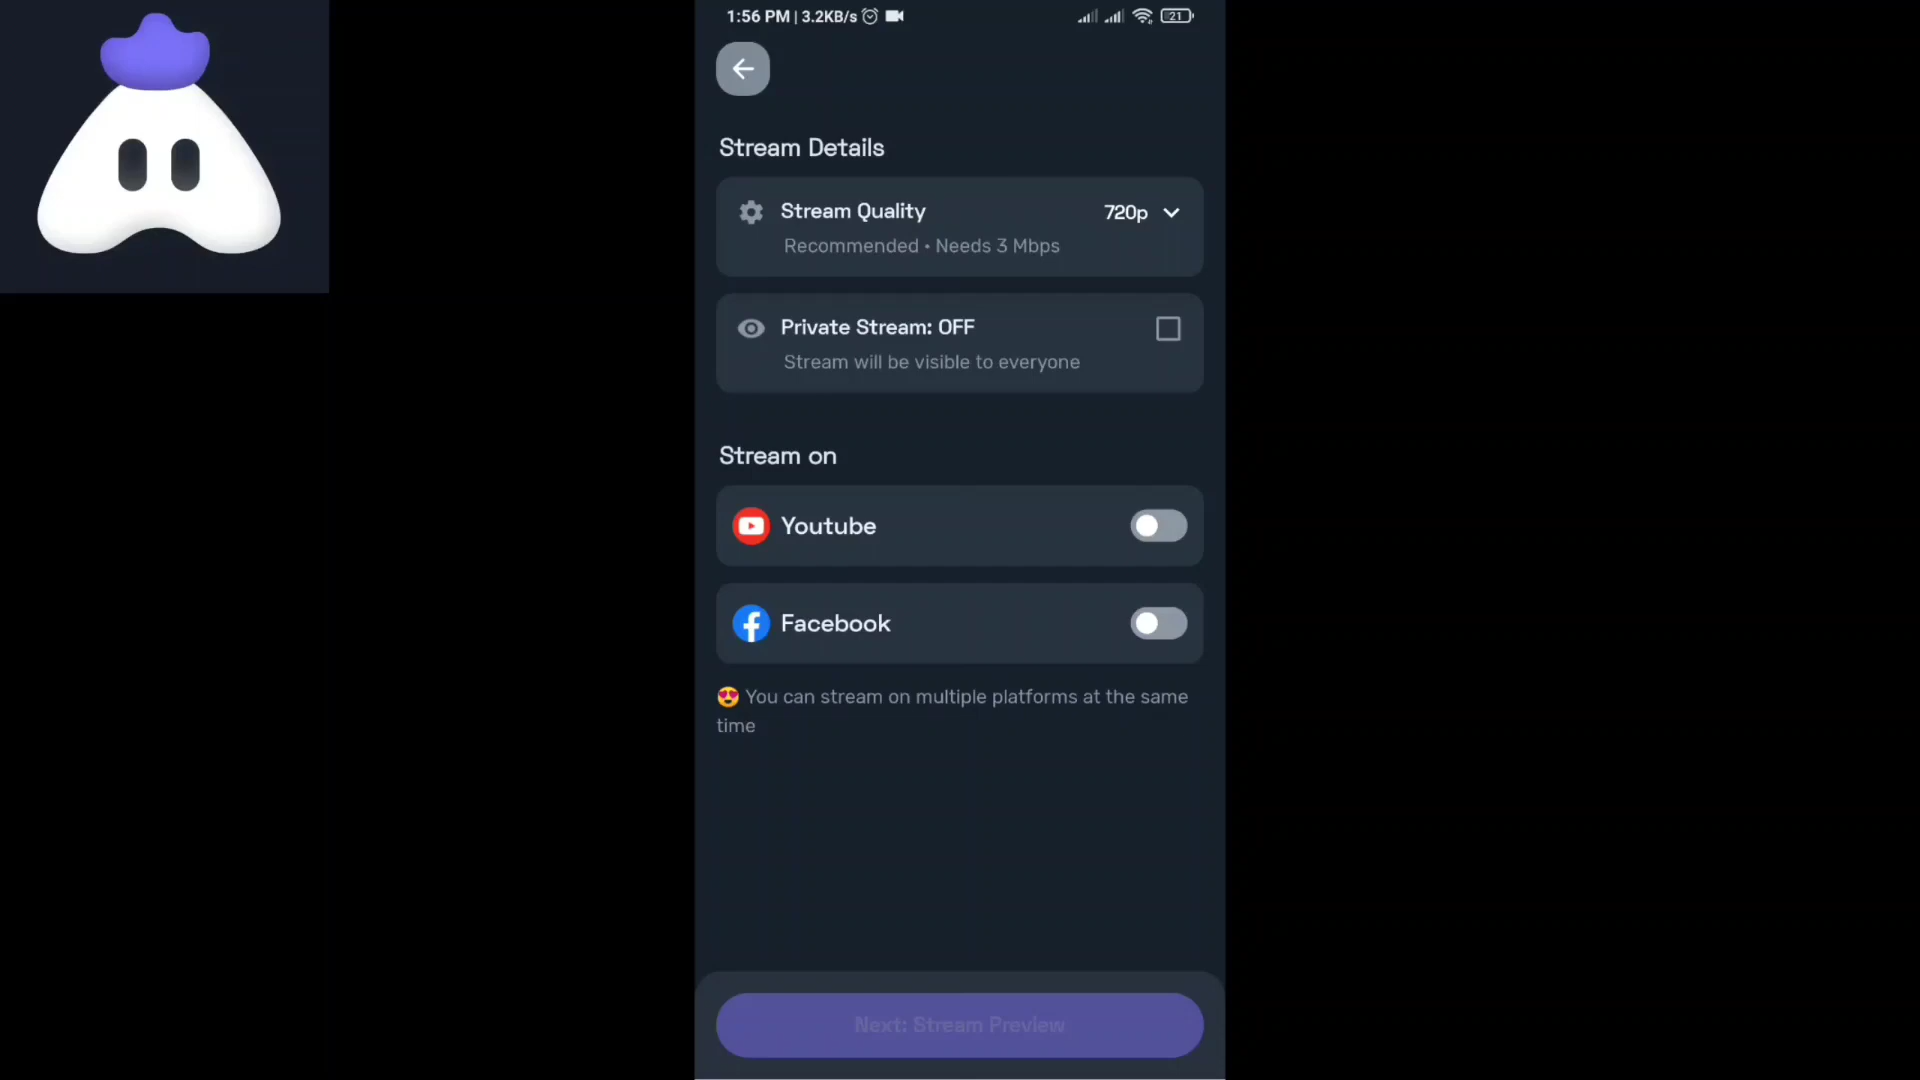 1:56 PM | 3.2KB/s
21
Stream Details
Stream Quality
720p
Recommended • Needs 3 Mbps
Private Stream: OFF
Stream will be visible to everyone
Stream on
Youtube
Facebook
😍 You can stream on multiple platforms at the same
time
Next: Stream Preview